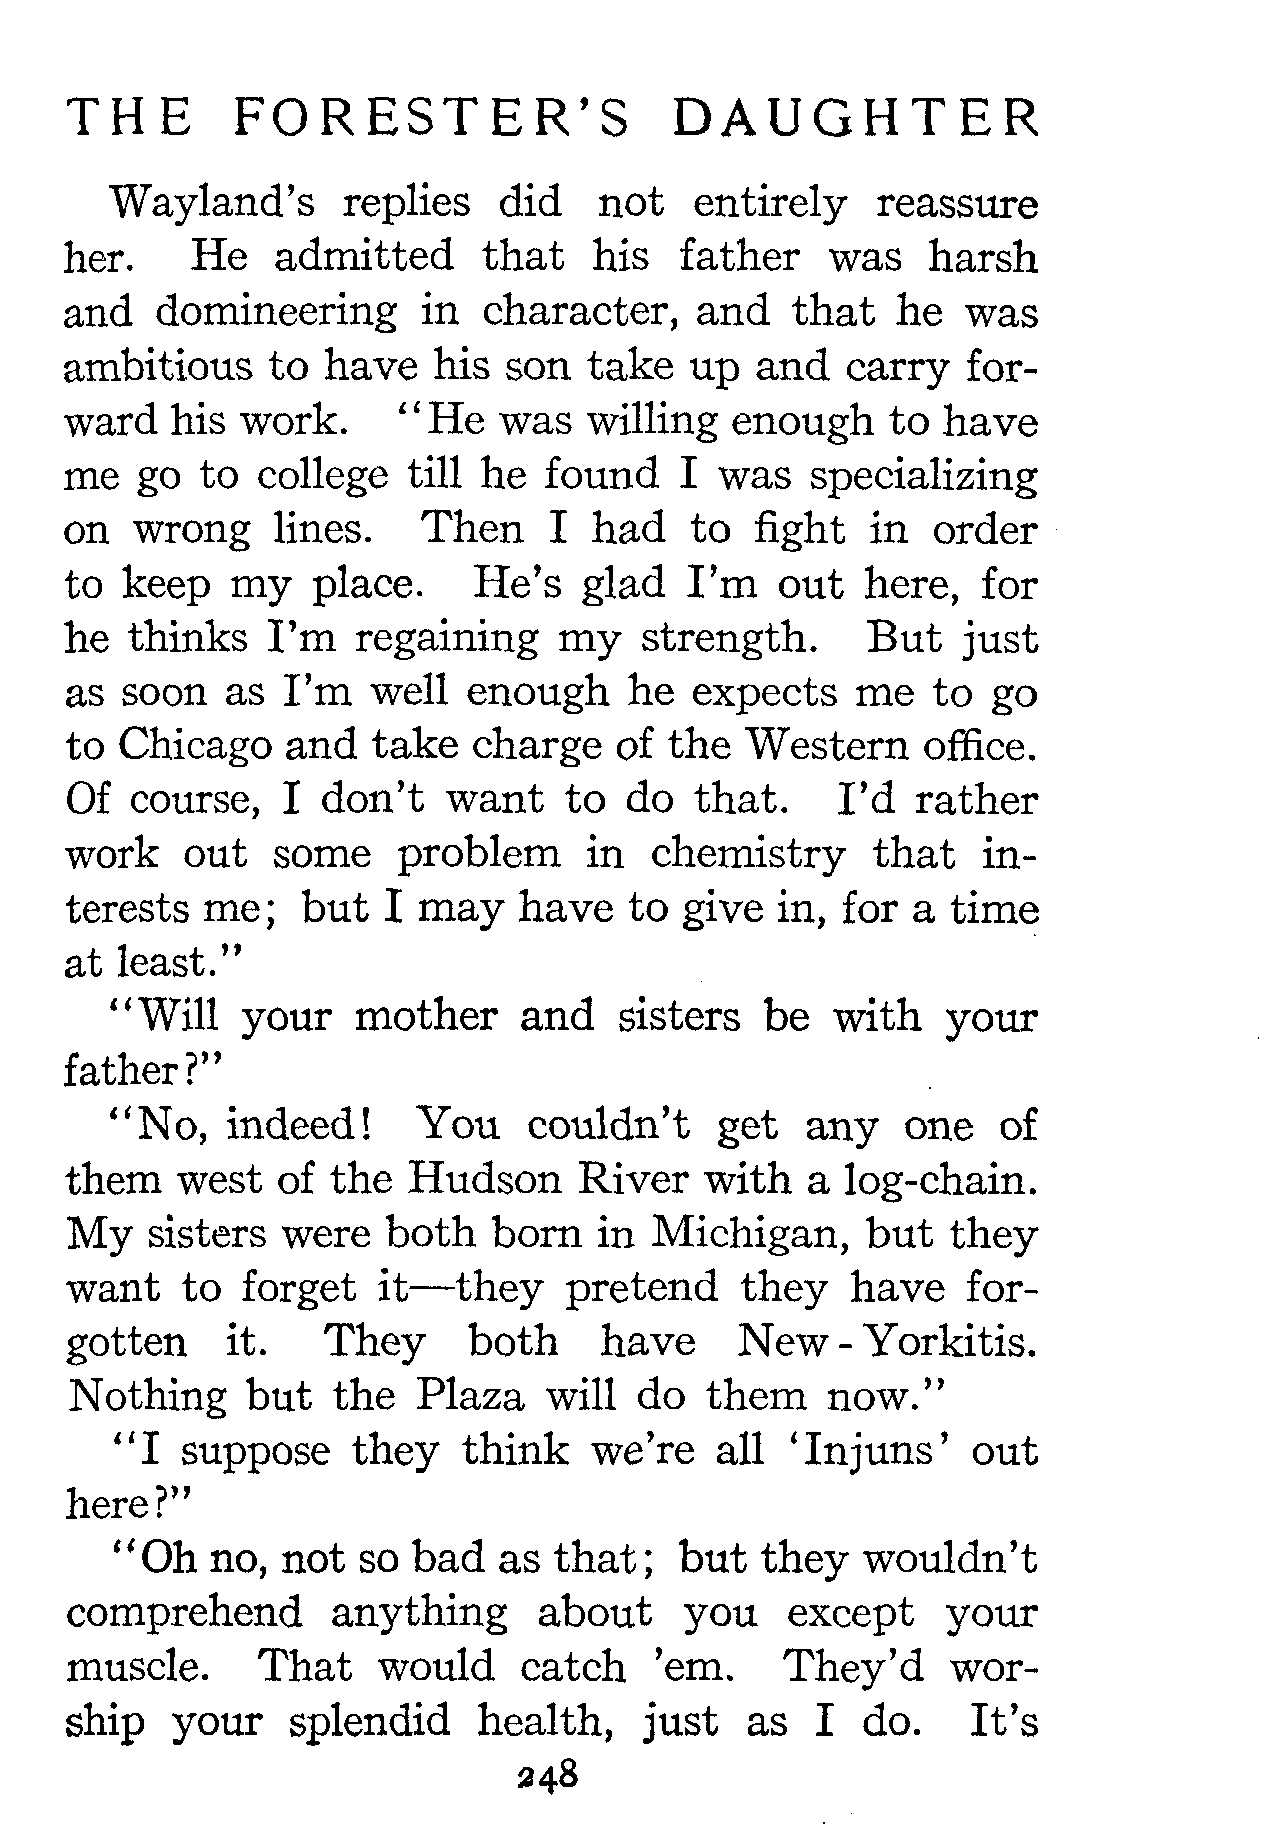 THE FORESTER'S DAUGHTER
Wayland's replies did not entirely reassure
her. He admitted that his father was harsh
and domineering in character, and that he was
ambitious to have his son take up and carry for-
ward his work. "He was willing enough to have
me go to college till he found I was specializing
on wrong lines. Then I had to fight in order
to keep my place. He's glad I'm out here, for
he thinks I'm regaining my strength. But just
as soon as I'm well enough he expects me to go
to Chicago and take charge of the Western office.
Of course, I don't want to do that. I'd rather
work out some problem in chemistry that in-
terests me; but I may have to give in, for a time
at least."
"Will your mother and sisters be with your
father?"
"No, indeed! You couldn't get any one of
them west of the Hudson River with a log-chain.
My sisters were both born in Michigan, but they
want to forget it—they pretend they have for-
gotten it. They both have New-Yorkitis.
Nothing but the Plaza will do them now."
"I suppose they think we're all 'Injuns' out
here?"
"Oh no, not so bad as that; but they wouldn't
comprehend anything about you except your
muscle. That would catch 'em. They'd wor-
ship your splendid health, just as I do. It's
248